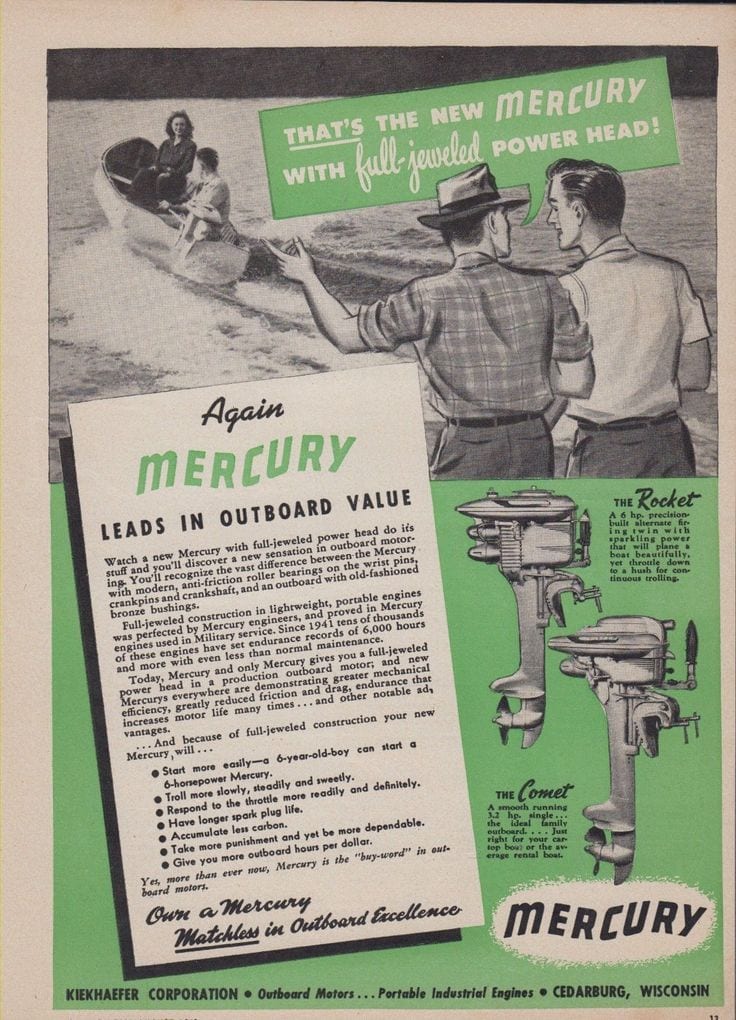 THAT'S THE NEW MERCURY
WITH full-jeweled POWER HEAD!
Again
MERCURY
LEADS IN OUTBOARD VALUE
Watch a new Mercury with full-jeweled power head do its
stuff and you'll discover a new sensation in outboard motor-
ing. You'll recognize the vast difference between the Mercury
with modern, anti-friction roller bearings on the wrist pins,
crankpins and crankshaft, and an outboard with old-fashioned
bronze bushings.
Full-jeweled construction in lightweight, portable engines
was perfected by Mercury engineers, and proved in Mercury
engines used in Military service. Since 1941 tens of thousands
of these engines have set endurance records of 6,000 hours
and more with even less than normal maintenance.
Today, Mercury and only Mercury gives you a full-jeweled
power head in a production outboard motor; and new
Mercurys everywhere are demonstrating greater mechanical
efficiency, greatly reduced friction and drag, endurance that
increases motor life many times . . . and other notable ad,
vantages.
. . . And because of full-jeweled construction your new
Mercury will . . .
● Start more easily—a 6-year-old-boy can start a
6-horsepower Mercury.
● Troll more slowly, steadily and sweetly.
● Respond to the throttle more readily and definitely.
● Have longer spark plug life.
● Accumulate less carbon.
● Take more punishment and yet be more dependable.
● Give you more outboard hours per dollar.
Yes, more than ever now, Mercury is the "buy-word" in out-
board motors.
Own a Mercury
Matchless in Outboard Excellence
THE Rocket
A 6 hp. precision-
built alternate fir-
ing twin with
sparkling power
that will plane a
boat beautifully,
yet throttle down
to a hush for con-
tinuous trolling.
THE Comet
A smooth running
3.2 hp. single . . .
the ideal family
outboard. . . . Just
right for your car-
top boat or the av-
erage rental boat.
MERCURY
KIEKHAEFER CORPORATION ● Outboard Motors . . . Portable Industrial Engines ● CEDARBURG, WISCONSIN